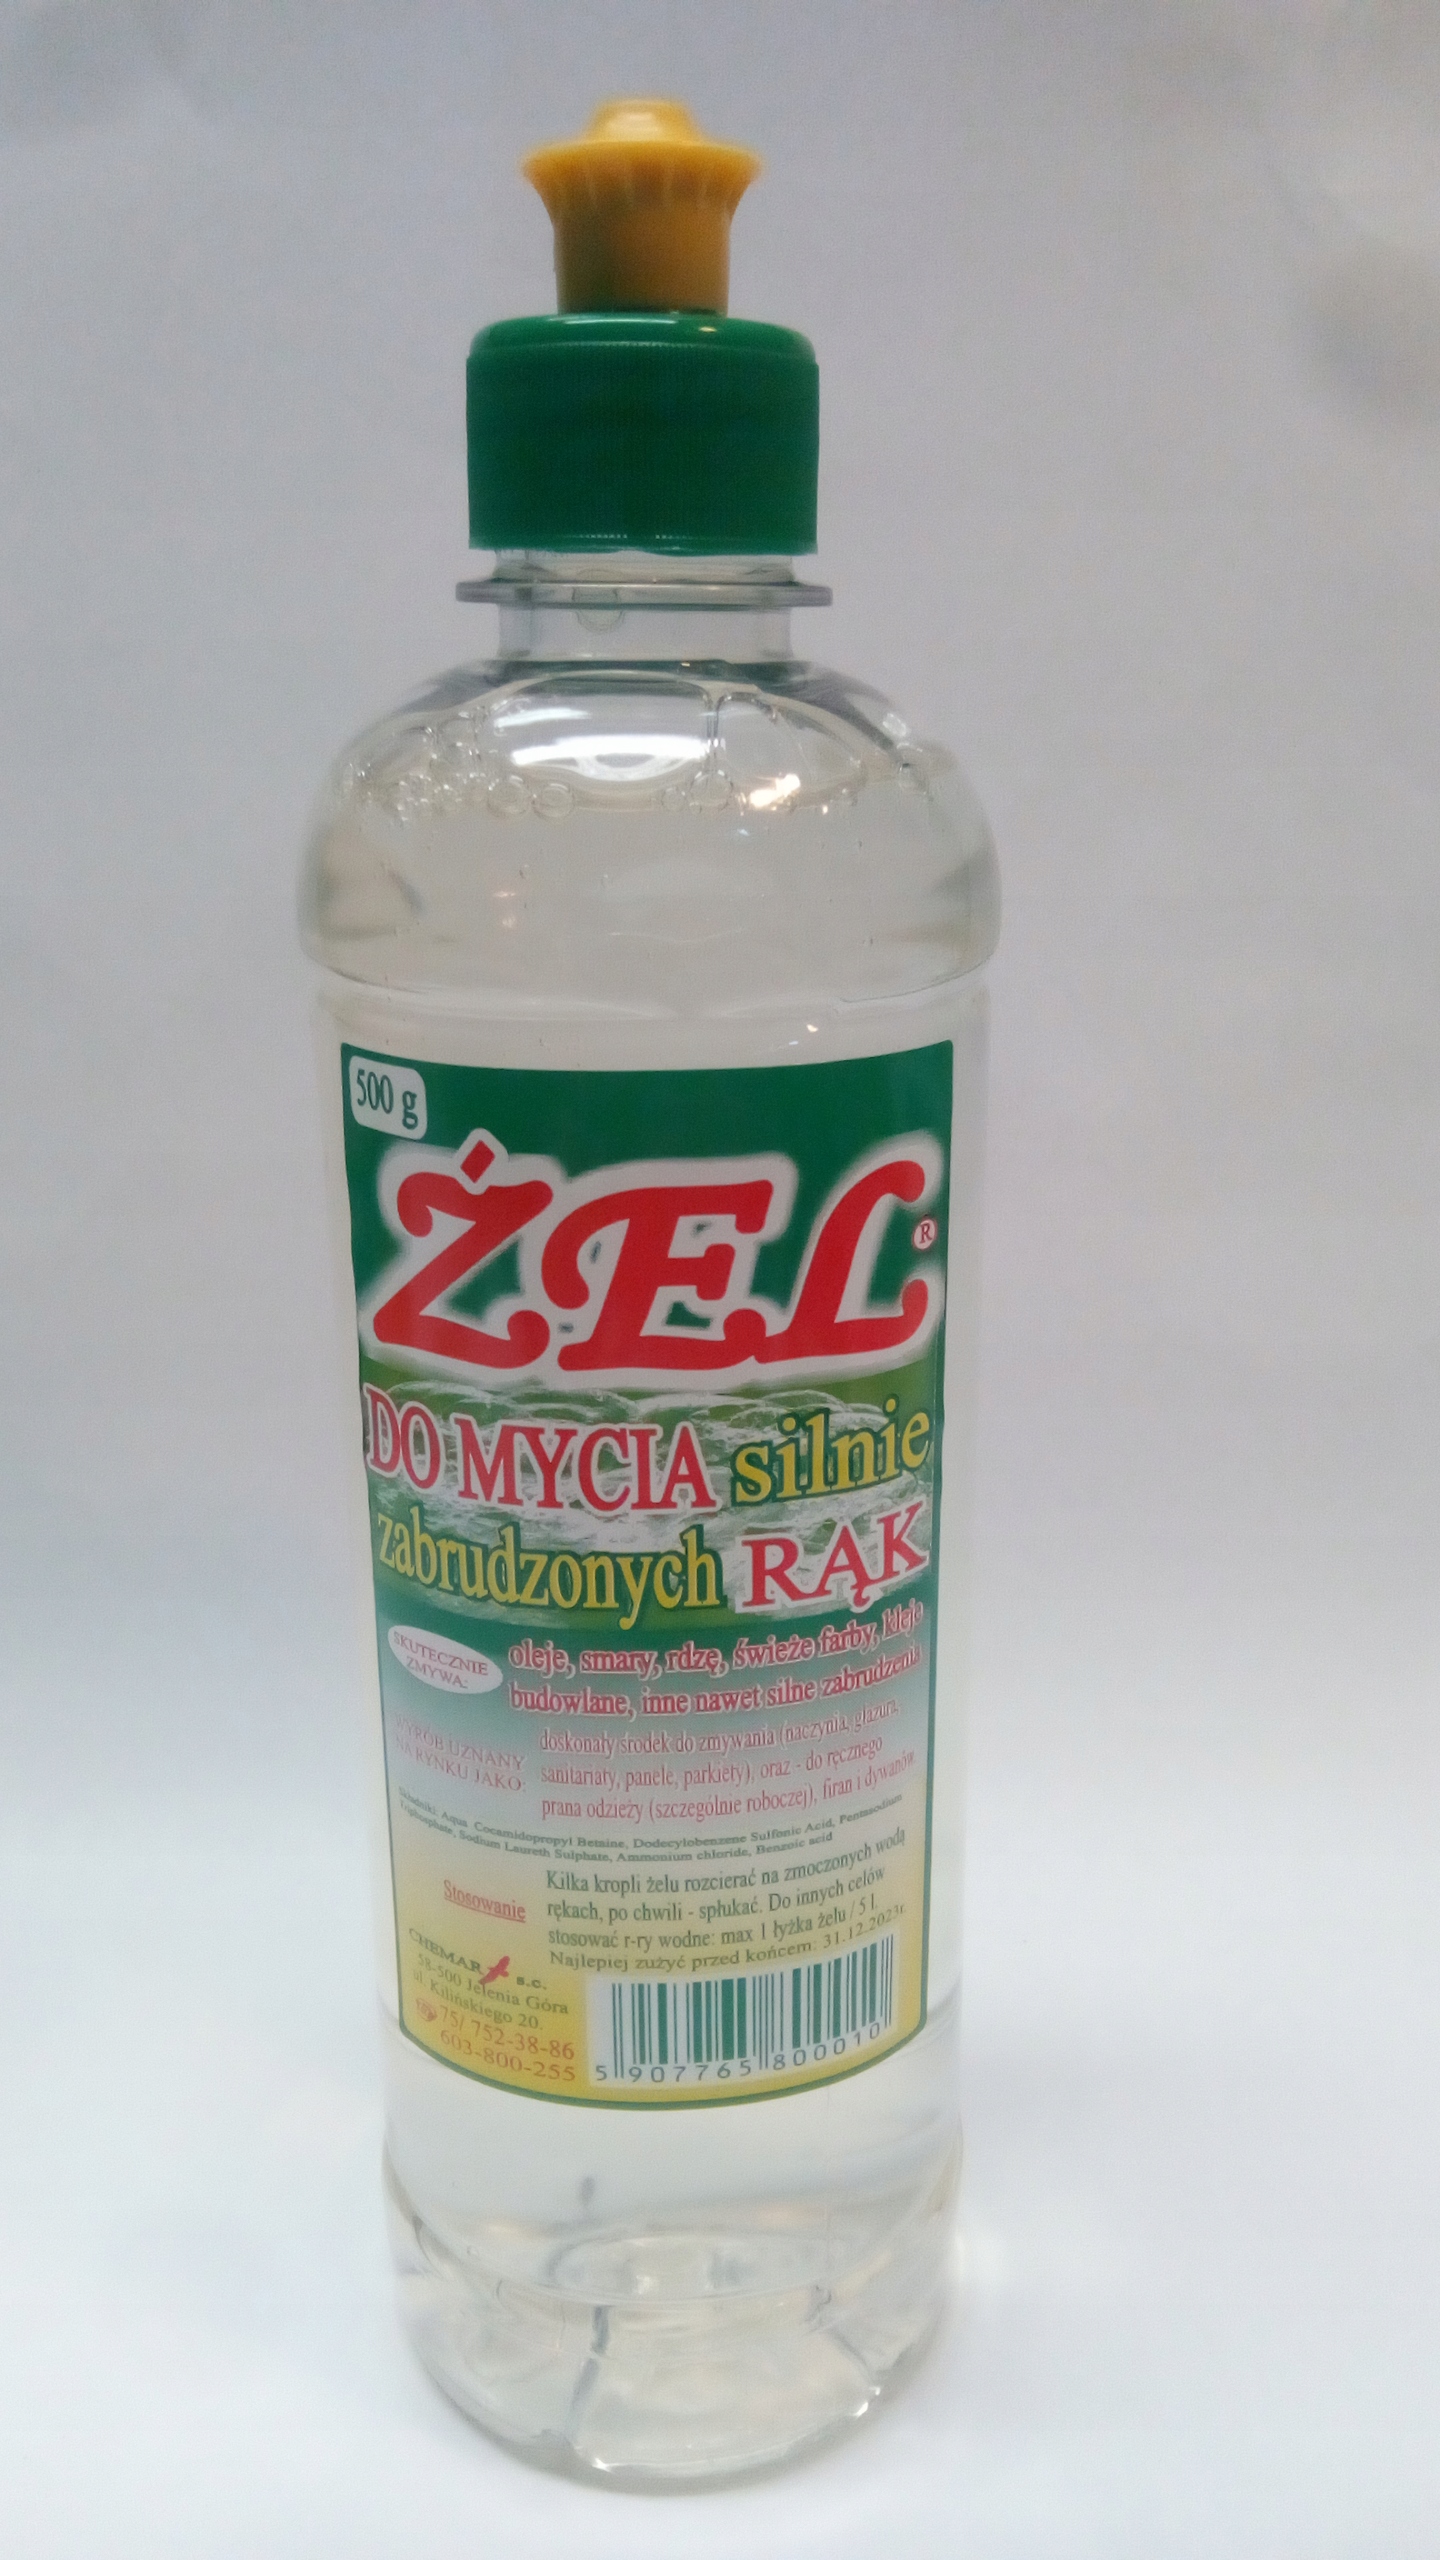 500 g
ŻEL
®
DO MYCIA silnie
zabrudzonych RĄK
SKUTECZNIE
ZMYWA:
oleje, smary, rdzę, świeże farby, kleje
budowlane, inne nawet silne zabrudzenia
WYRÓB UZNANY
NA RYNKU JAKO:
doskonały środek do zmywania (naczynia, glazura,
sanitariaty, panele, parkiety), oraz - do ręcznego
prana odzieży (szczególnie roboczej), firan i dywanów
Składniki: Aqua Cocamidopropyl Betaine, Dodecylobenzene Sulfonic Acid, Pentasodium
Triphosphate, Sodium Laureth Sulphate, Ammonium chloride, Benzoic acid
Stosowanie
Kilka kropli żelu rozcierać na zmoczonych wodą
rękach, po chwili - spłukać. Do innych celów
stosować r-ry wodne: max 1 łyżka żelu / 5 l.
Najlepiej zużyć przed końcem: 31.12.2023r.
CHEMAR s.c.
58-500 Jelenia Góra
ul. Kilińskiego 20.
75/ 752-38-86
603-800-255
5 907765 800010